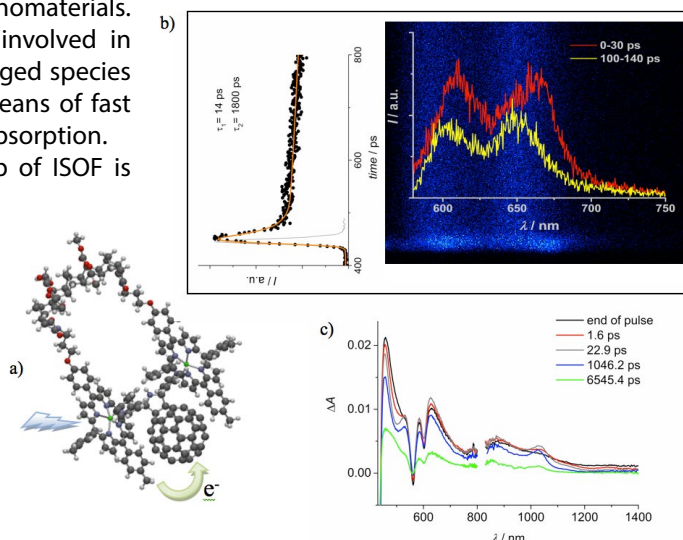 nomaterials.
involved in
ged species
eans of fast
bsorption.
p of ISOF is
b)
τ₁= 14 ps
τ₂= 1800 ps
I / a.u.
400
600
800
time / ps
0-30 ps
100-140 ps
I / a.u.
600
650
700
750
λ / nm
a)
e-
c)
end of pulse
1.6 ps
22.9 ps
1046.2 ps
6545.4 ps
0.02
0.01
0.00
ΔA
600
800
1000
1200
1400
λ / nm